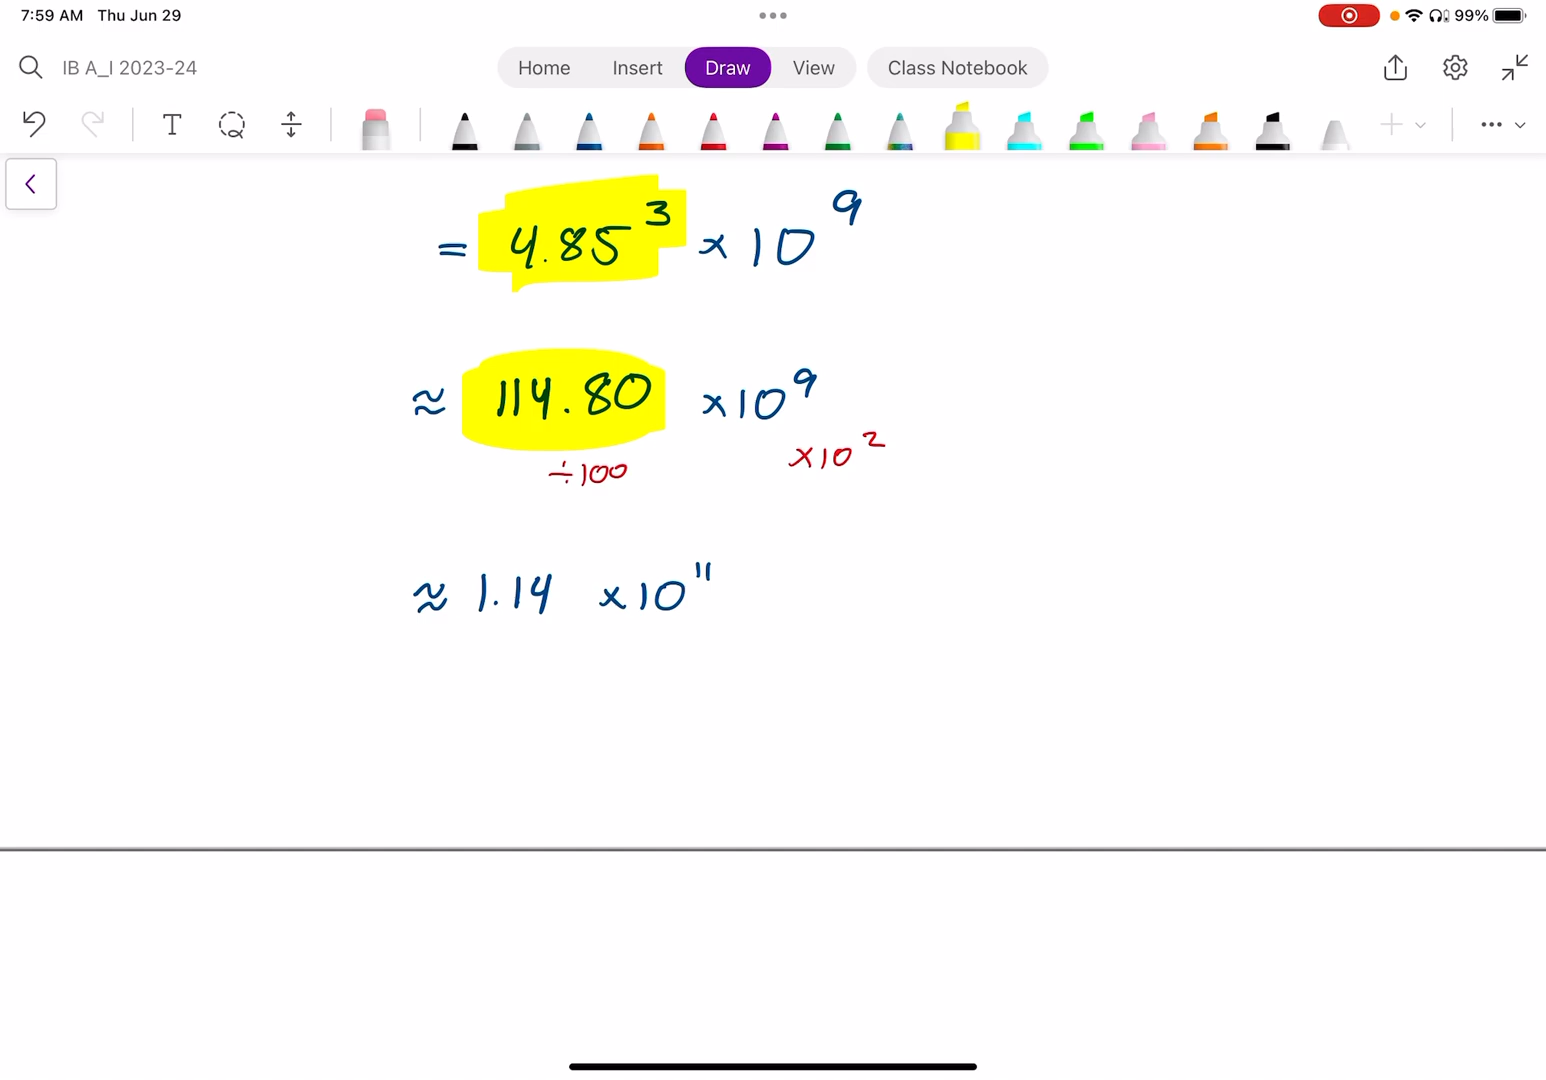 7:59 AM Thu Jun 29 99%
IB A_I 2023-24 Home Insert Draw View Class Notebook
T
= 4.85³ × 10⁹
≈ 114.80 ×10⁹
÷100 ×10²
≈ 1.14 ×10¹¹